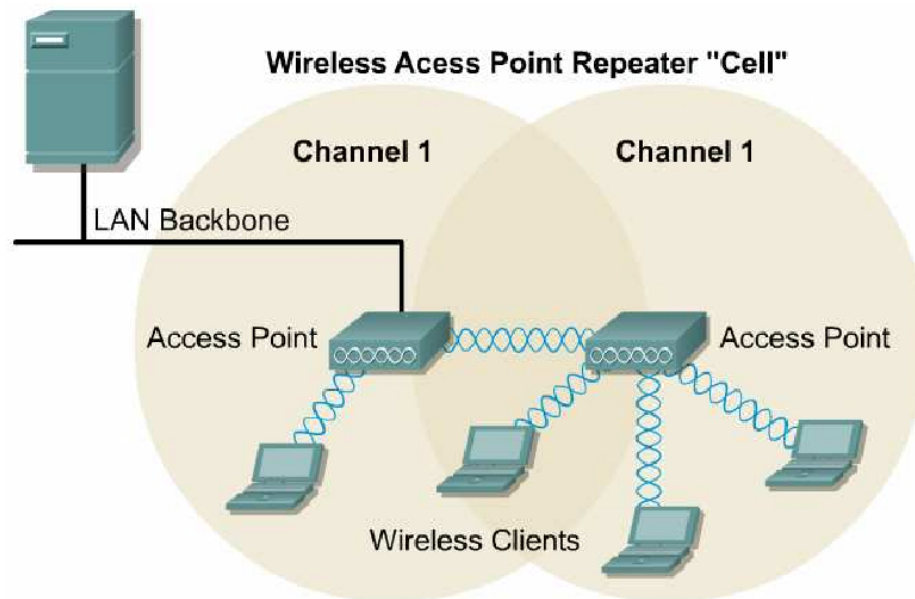 Wireless Acess Point Repeater "Cell"
Channel 1
Channel 1
LAN Backbone
Access Point
Access Point
Wireless Clients